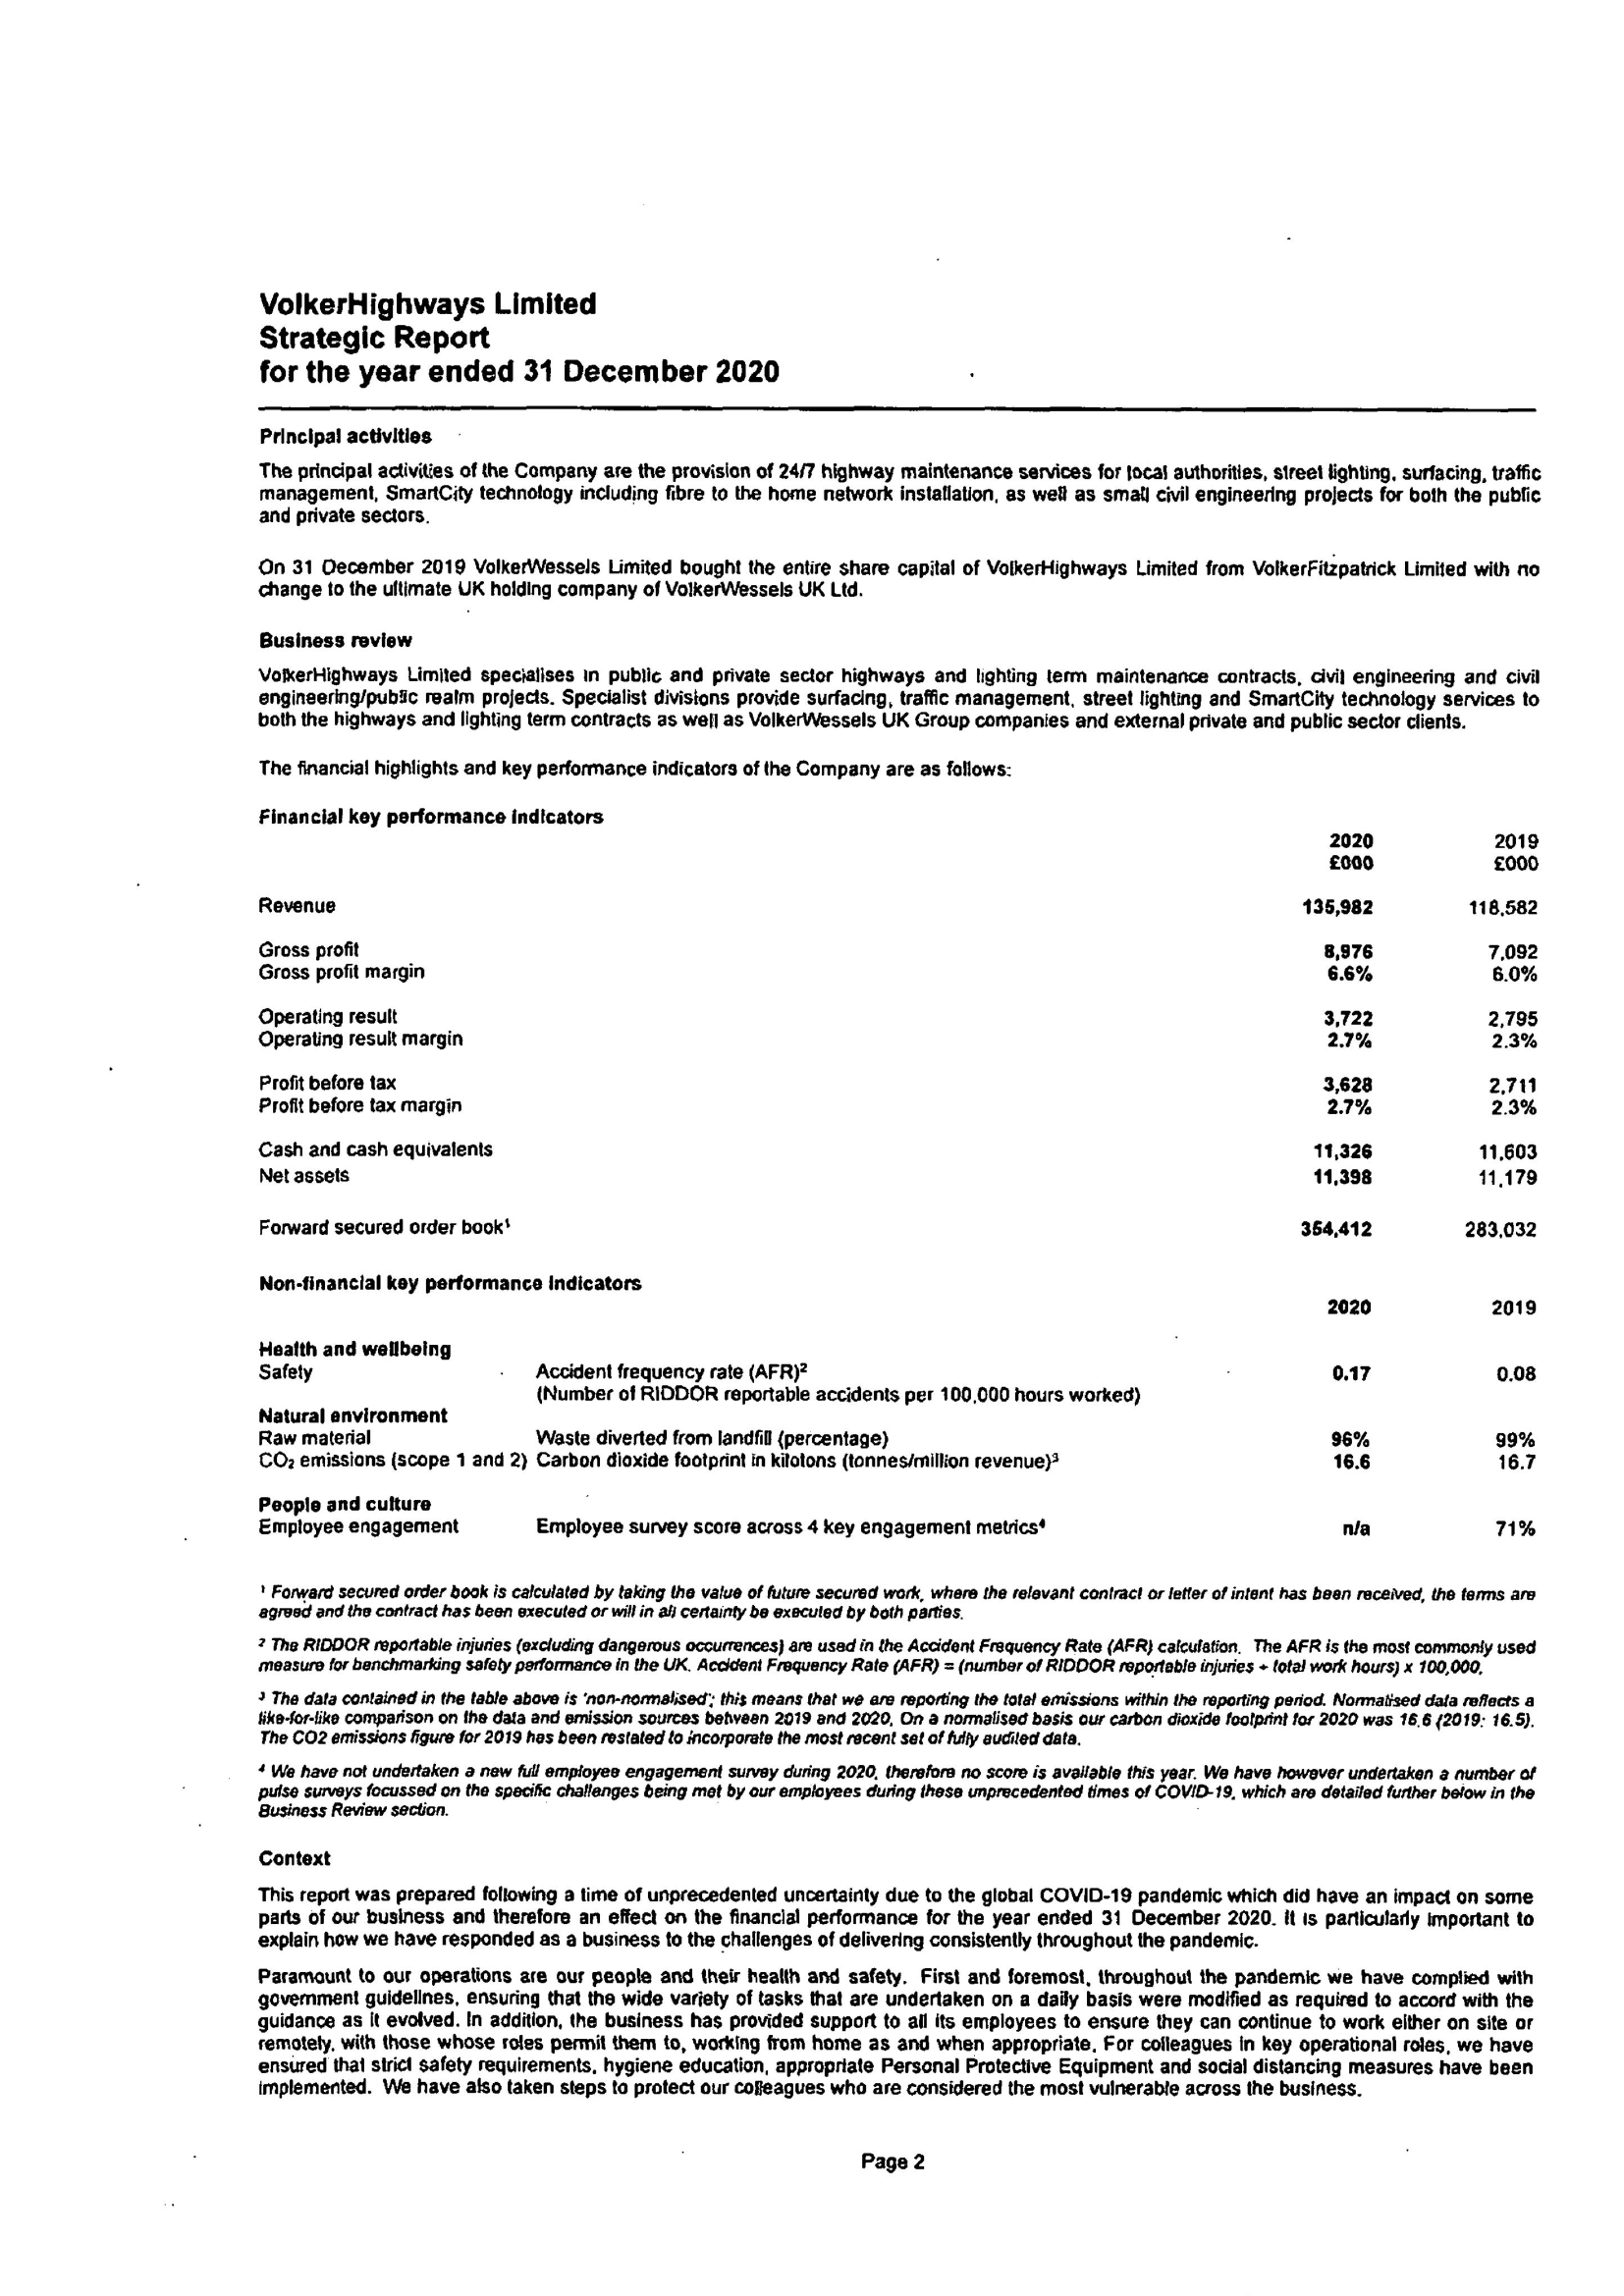 VolkerHighways Limited
Strategic Report
for the year ended 31 December 2020
Principal activities
The principal activities of the Company are the provision of 24/7 highway maintenance services for local authorities, street lighting, surfacing, traffic
management, SmartCity technology including fibre to the home network installation, as well as small civil engineering projects for both the public
and private sectors.
On 31 December 2019 VolkerWessels Limited bought the entire share capital of VolkerHighways Limited from VolkerFitzpatrick Limited with no
change to the ultimate UK holding company of VolkerWessels UK Ltd.
Business review
VolkerHighways Limited specialises in public and private sector highways and lighting term maintenance contracts, civil engineering and civil
engineering/public realm projects. Specialist divisions provide surfacing, traffic management, street lighting and SmartCity technology services to
both the highways and lighting term contracts as well as VolkerWessels UK Group companies and external private and public sector clients.
The financial highlights and key performance indicators of the Company are as follows:
Financial key performance indicators
2020 2019
£000 £000
Revenue 135,982 118,582
Gross profit 8,976 7,092
Gross profit margin 6.6% 6.0%
Operating result 3,722 2,795
Operating result margin 2.7% 2.3%
Profit before tax 3,628 2,711
Profit before tax margin 2.7% 2.3%
Cash and cash equivalents 11,326 11,603
Net assets 11,398 11,179
Forward secured order book¹ 354,412 283,032
Non-financial key performance indicators
2020 2019
Health and wellbeing
Safety Accident frequency rate (AFR)² 0.17 0.08
(Number of RIDDOR reportable accidents per 100,000 hours worked)
Natural environment
Raw material Waste diverted from landfill (percentage) 96% 99%
CO₂ emissions (scope 1 and 2) Carbon dioxide footprint in kilotons (tonnes/million revenue)³ 16.6 16.7
People and culture
Employee engagement Employee survey score across 4 key engagement metrics⁴ n/a 71%
¹ Forward secured order book is calculated by taking the value of future secured work, where the relevant contract or letter of intent has been received, the terms are
agreed and the contract has been executed or will in all certainty be executed by both parties.
² The RIDDOR reportable injuries (excluding dangerous occurrences) are used in the Accident Frequency Rate (AFR) calculation. The AFR is the most commonly used
measure for benchmarking safety performance in the UK. Accident Frequency Rate (AFR) = (number of RIDDOR reportable injuries ÷ total work hours) x 100,000.
³ The data contained in the table above is 'non-normalised'; this means that we are reporting the total emissions within the reporting period. Normalised data reflects a
like-for-like comparison on the data and emission sources between 2019 and 2020. On a normalised basis our carbon dioxide footprint for 2020 was 16.6 (2019: 16.5).
The CO2 emissions figure for 2019 has been restated to incorporate the most recent set of fully audited data.
⁴ We have not undertaken a new full employee engagement survey during 2020, therefore no score is available this year. We have however undertaken a number of
pulse surveys focussed on the specific challenges being met by our employees during these unprecedented times of COVID-19, which are detailed further below in the
Business Review section.
Context
This report was prepared following a time of unprecedented uncertainty due to the global COVID-19 pandemic which did have an impact on some
parts of our business and therefore an effect on the financial performance for the year ended 31 December 2020. It is particularly important to
explain how we have responded as a business to the challenges of delivering consistently throughout the pandemic.
Paramount to our operations are our people and their health and safety. First and foremost, throughout the pandemic we have complied with
government guidelines, ensuring that the wide variety of tasks that are undertaken on a daily basis were modified as required to accord with the
guidance as it evolved. In addition, the business has provided support to all its employees to ensure they can continue to work either on site or
remotely, with those whose roles permit them to, working from home as and when appropriate. For colleagues in key operational roles, we have
ensured that strict safety requirements, hygiene education, appropriate Personal Protective Equipment and social distancing measures have been
implemented. We have also taken steps to protect our colleagues who are considered the most vulnerable across the business.
Page 2